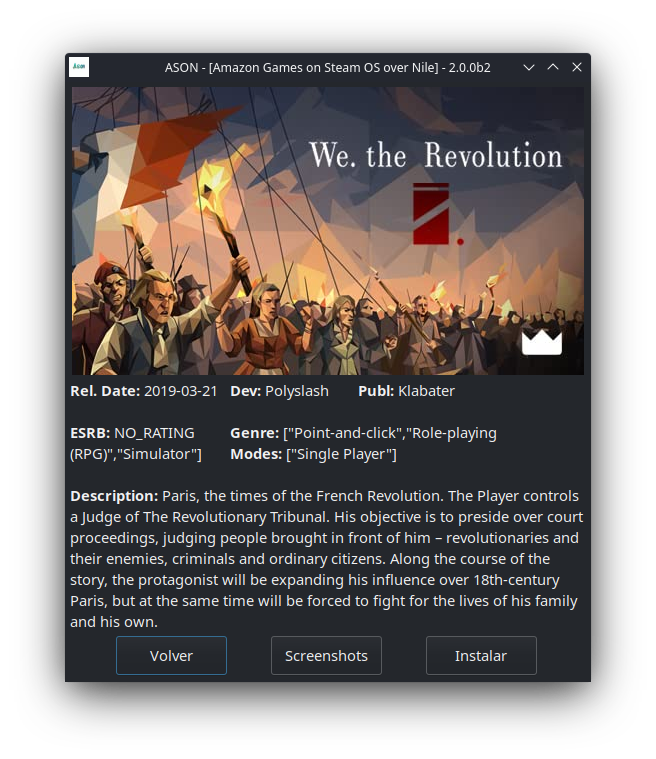 Ason
ASON - [Amazon Games on Steam OS over Nile] - 2.0.0b2
We. the Revolution
Rel. Date: 2019-03-21 Dev: Polyslash Publ: Klabater
ESRB: NO_RATING Genre: ["Point-and-click","Role-playing
(RPG)","Simulator"] Modes: ["Single Player"]
Description: Paris, the times of the French Revolution. The Player controls
a Judge of The Revolutionary Tribunal. His objective is to preside over court
proceedings, judging people brought in front of him – revolutionaries and
their enemies, criminals and ordinary citizens. Along the course of the
story, the protagonist will be expanding his influence over 18th-century
Paris, but at the same time will be forced to fight for the lives of his family
and his own.
Volver Screenshots Instalar